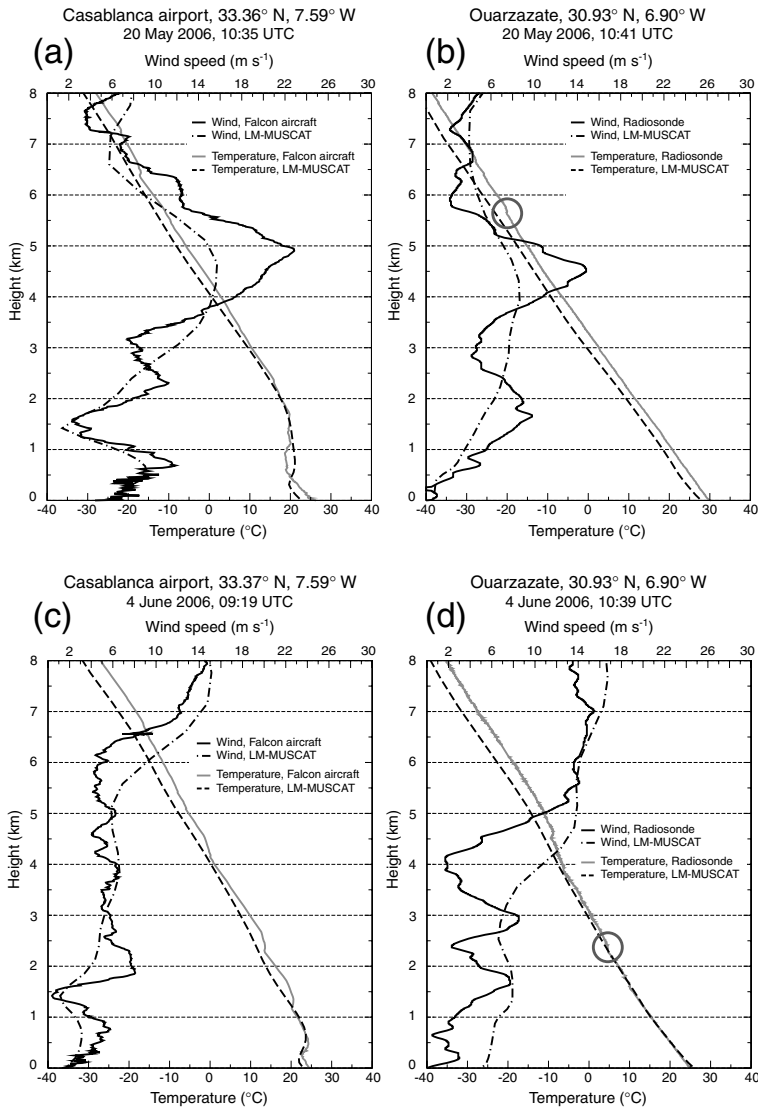 Casablanca airport, 33.36° N, 7.59° W
20 May 2006, 10:35 UTC
(a)
Wind speed (m s⁻¹)
2 6 10 14 18 22 26 30
8
7
6
5
4
3
2
1
0
Height (km)
Wind, Falcon aircraft
Wind, LM-MUSCAT
Temperature, Falcon aircraft
Temperature, LM-MUSCAT
-40 -30 -20 -10 0 10 20 30 40
Temperature (°C)
Ouarzazate, 30.93° N, 6.90° W
20 May 2006, 10:41 UTC
(b)
Wind speed (m s⁻¹)
2 6 10 14 18 22 26 30
8
7
6
5
4
3
2
1
0
Height (km)
Wind, Radiosonde
Wind, LM-MUSCAT
Temperature, Radiosonde
Temperature, LM-MUSCAT
-40 -30 -20 -10 0 10 20 30 40
Temperature (°C)
Casablanca airport, 33.37° N, 7.59° W
4 June 2006, 09:19 UTC
(c)
Wind speed (m s⁻¹)
2 6 10 14 18 22 26 30
8
7
6
5
4
3
2
1
0
Height (km)
Wind, Falcon aircraft
Wind, LM-MUSCAT
Temperature, Falcon aircraft
Temperature, LM-MUSCAT
-40 -30 -20 -10 0 10 20 30 40
Temperature (°C)
Ouarzazate, 30.93° N, 6.90° W
4 June 2006, 10:39 UTC
(d)
Wind speed (m s⁻¹)
2 6 10 14 18 22 26 30
8
7
6
5
4
3
2
1
0
Height (km)
Wind, Radiosonde
Wind, LM-MUSCAT
Temperature, Radiosonde
Temperature, LM-MUSCAT
-40 -30 -20 -10 0 10 20 30 40
Temperature (°C)